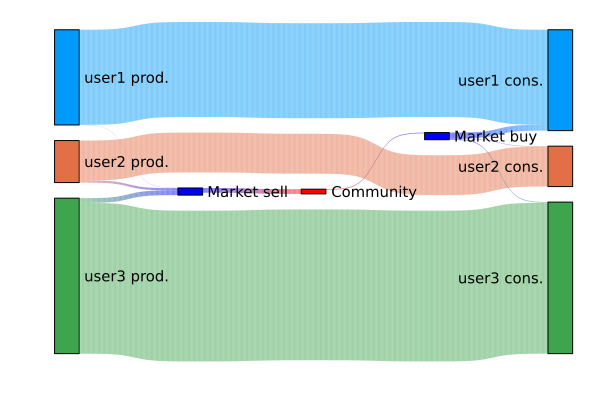 user1 prod.
user1 cons.
Market buy
user2 prod.
user2 cons.
Market sell
Community
user3 prod.
user3 cons.